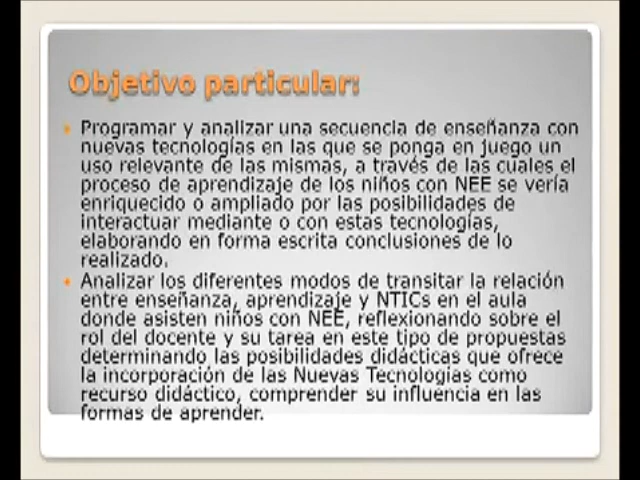 Objetivo particular:
Programar y analizar una secuencia de enseñanza con
nuevas tecnologías en las que se ponga en juego un
uso relevante de las mismas, a través de las cuales el
proceso de aprendizaje de los niños con NEE se vería
enriquecido o ampliado por las posibilidades de
interactuar mediante o con estas tecnologías,
elaborando en forma escrita conclusiones de lo
realizado.
Analizar los diferentes modos de transitar la relación
entre enseñanza, aprendizaje y NTICs en el aula
donde asisten niños con NEE, reflexionando sobre el
rol del docente y su tarea en este tipo de propuestas
determinando las posibilidades didácticas que ofrece
la incorporación de las Nuevas Tecnologías como
recurso didáctico, comprender su influencia en las
formas de aprender.